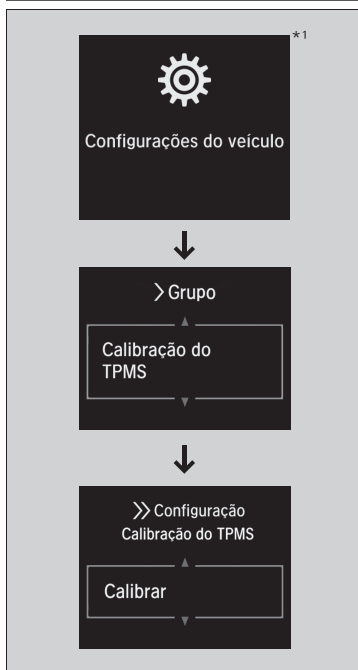 *1
Configurações do veículo
Grupo
Calibração do
TPMS
Configuração
Calibração do TPMS
Calibrar